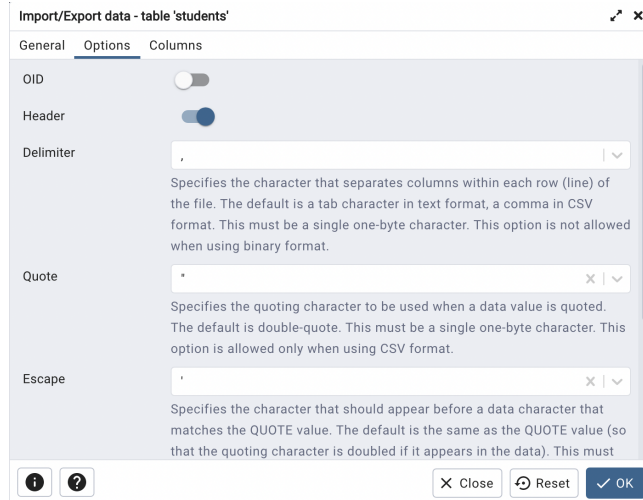 Import/Export data - table 'students'
General Options Columns
OID
Header
Delimiter
,
Specifies the character that separates columns within each row (line) of
the file. The default is a tab character in text format, a comma in CSV
format. This must be a single one-byte character. This option is not allowed
when using binary format.
Quote
"
Specifies the quoting character to be used when a data value is quoted.
The default is double-quote. This must be a single one-byte character. This
option is allowed only when using CSV format.
Escape
'
Specifies the character that should appear before a data character that
matches the QUOTE value. The default is the same as the QUOTE value (so
that the quoting character is doubled if it appears in the data). This must
Close Reset OK